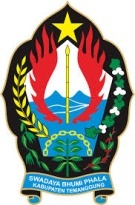 SWADAYA BHUMI PHALA
KABUPATEN TEMANGGUNG